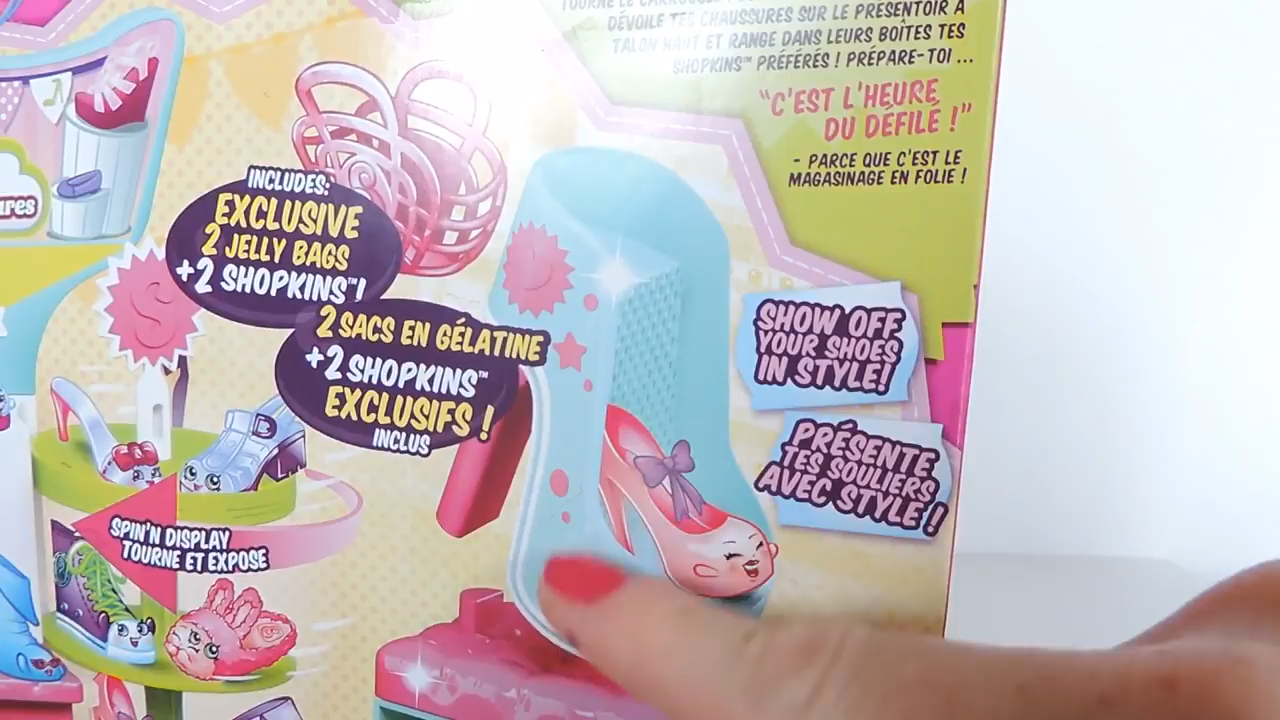 DÉVOILE TES CHAUSSURES SUR LE PRÉSENTOIR À
TALON HAUT ET RANGE DANS LEURS BOÎTES TES
SHOPKINS™ PRÉFÉRÉS ! PRÉPARE-TOI ...
"C'EST L'HEURE
DU DÉFILÉ !"
- PARCE QUE C'EST LE
MAGASINAGE EN FOLIE !
INCLUDES:
EXCLUSIVE
2 JELLY BAGS
+2 SHOPKINS™!
2 SACS EN GÉLATINE
+2 SHOPKINS™
EXCLUSIFS !
INCLUS
SHOW OFF
YOUR SHOES
IN STYLE!
PRÉSENTE
TES SOULIERS
AVEC STYLE !
S
SPIN'N DISPLAY
TOURNE ET EXPOSE